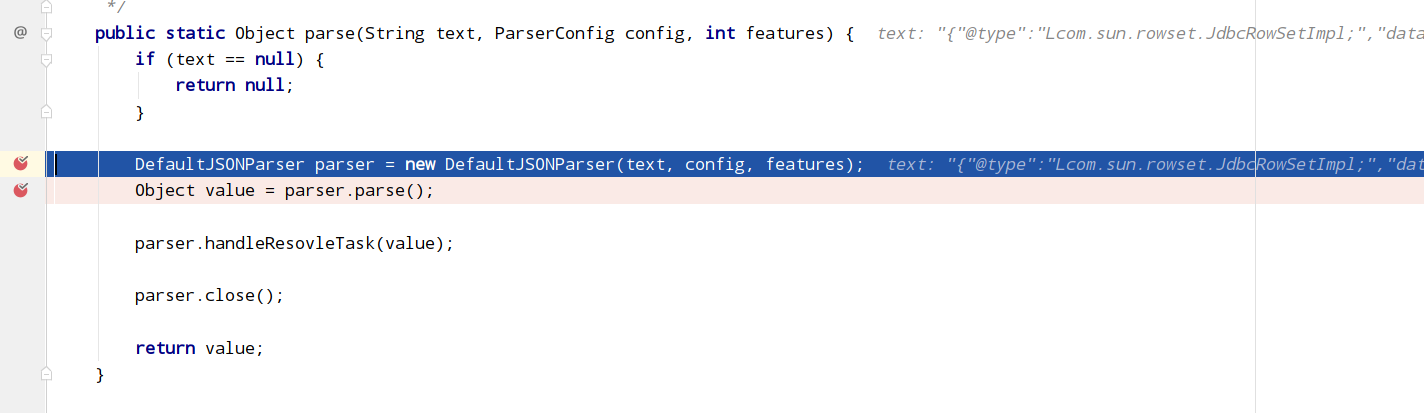 */
@ public static Object parse(String text, ParserConfig config, int features) { text: "{"@type":"Lcom.sun.rowset.JdbcRowSetImpl;","data
if (text == null) {
return null;
}
DefaultJSONParser parser = new DefaultJSONParser(text, config, features); text: "{"@type":"Lcom.sun.rowset.JdbcRowSetImpl;","dat
Object value = parser.parse();
parser.handleResovleTask(value);
parser.close();
return value;
}